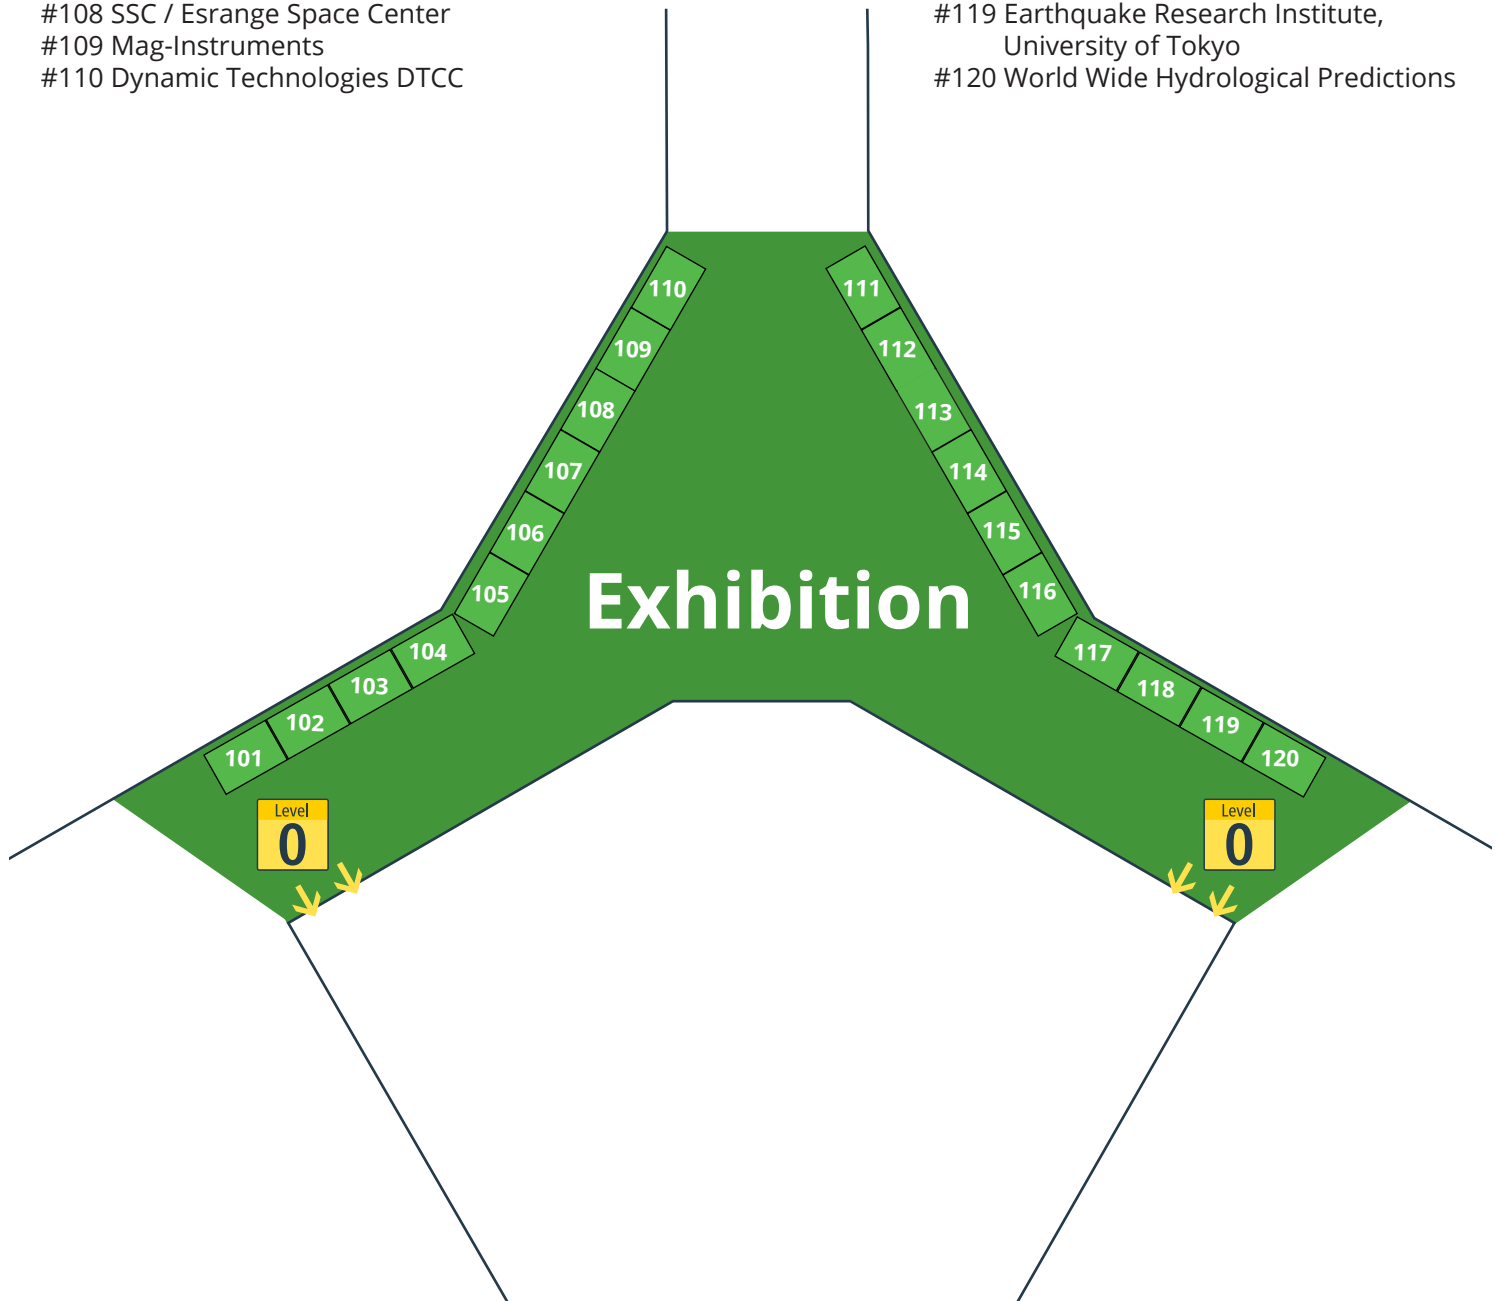 #108 SSC / Esrange Space Center
#109 Mag-Instruments
#110 Dynamic Technologies DTCC
#119 Earthquake Research Institute,
University of Tokyo
#120 World Wide Hydrological Predictions
110
111
109
112
108
113
107
114
106
115
105
116
Exhibition
104
117
103
118
102
119
101
120
Level
0
Level
0